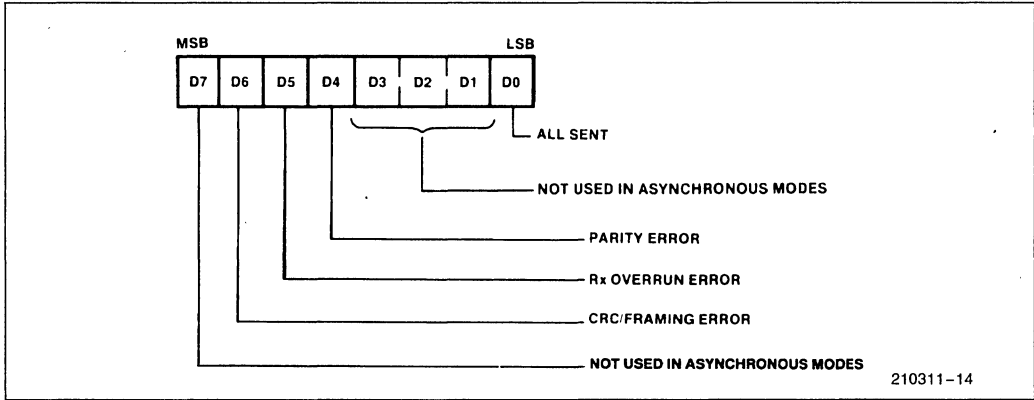 MSB LSB
D7 D6 D5 D4 D3 D2 D1 D0
ALL SENT
NOT USED IN ASYNCHRONOUS MODES
PARITY ERROR
Rx OVERRUN ERROR
CRC/FRAMING ERROR
NOT USED IN ASYNCHRONOUS MODES
210311-14